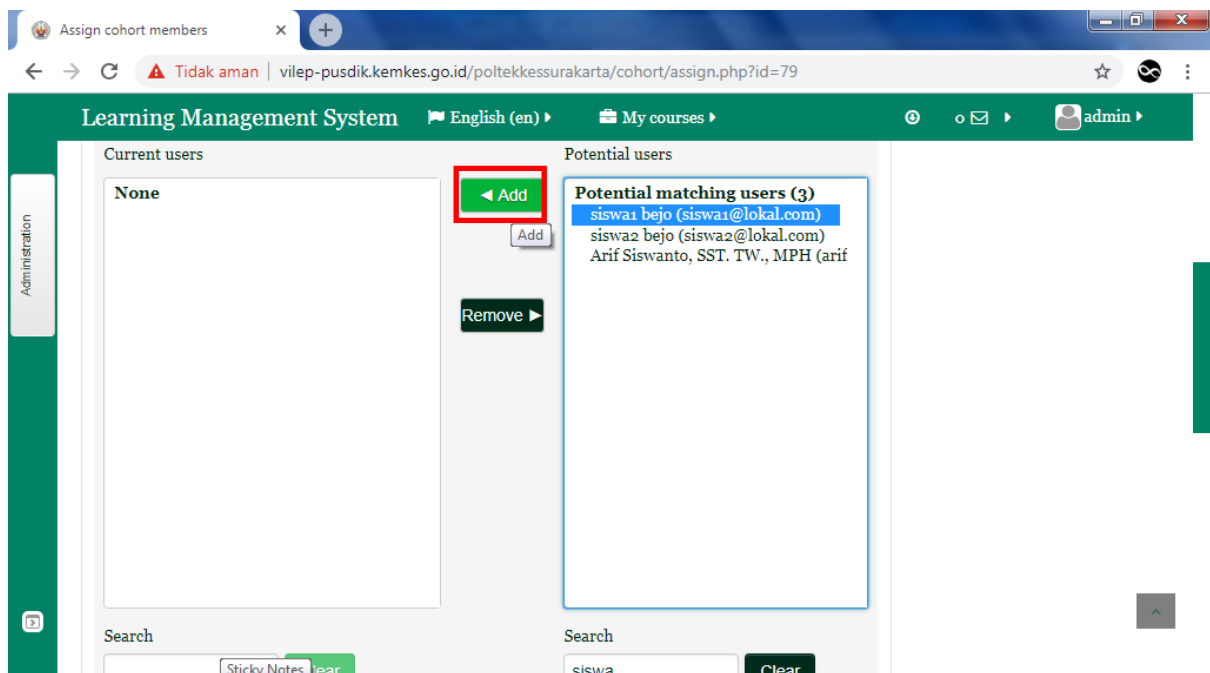 Assign cohort members
Tidak aman | vilep-pusdik.kemkes.go.id/poltekkessurakarta/cohort/assign.php?id=79
Learning Management System English (en) My courses 0 admin
Current users
Potential users
None
Add
Add
Remove
Potential matching users (3)
siswa1 bejo (siswa1@lokal.com)
siswa2 bejo (siswa2@lokal.com)
Arif Siswanto, SST. TW., MPH (arif
Administration
Search
Search
Sticky Notes
siswa
Clear